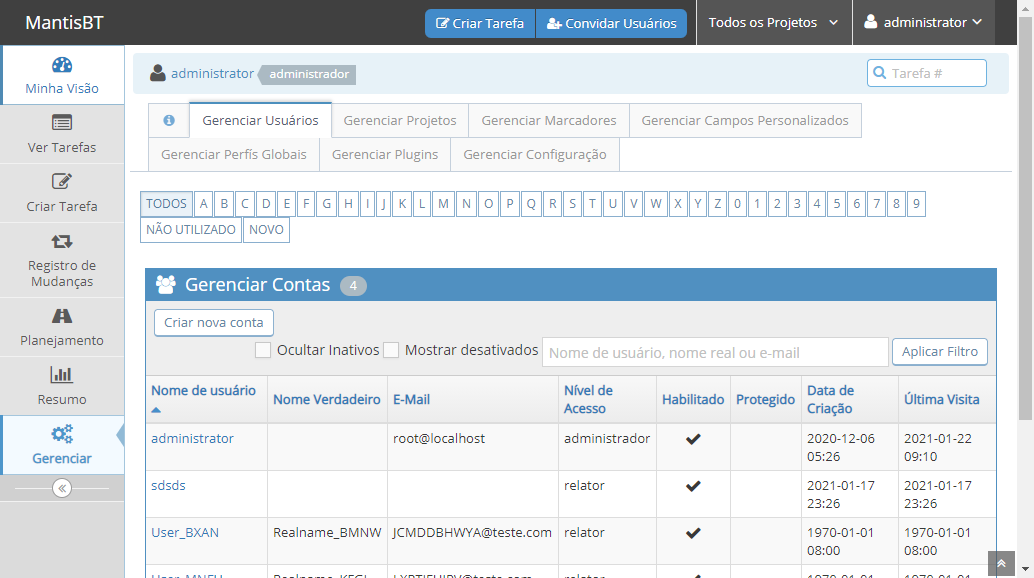 MantisBT
Criar Tarefa Convidar Usuários Todos os Projetos administrator
Minha Visão
Ver Tarefas
Criar Tarefa
Registro de
Mudanças
Planejamento
Resumo
Gerenciar
administrator administrador Tarefa #
Gerenciar Usuários Gerenciar Projetos Gerenciar Marcadores Gerenciar Campos Personalizados
Gerenciar Perfís Globais Gerenciar Plugins Gerenciar Configuração
TODOS A B C D E F G H I J K L M N O P Q R S T U V W X Y Z 0 1 2 3 4 5 6 7 8 9
NÃO UTILIZADO NOVO
Gerenciar Contas 4
Criar nova conta
Ocultar Inativos Mostrar desativados Nome de usuário, nome real ou e-mail Aplicar Filtro
Nome de usuário Nome Verdadeiro E-Mail Nível de Acesso Habilitado Protegido Data de Criação Última Visita
administrator root@localhost administrador 2020-12-06 05:26 2021-01-22 09:10
sdsds relator 2021-01-17 23:26 2021-01-17 23:26
User_BXAN Realname_BMNW JCMDDBHWYA@teste.com relator 1970-01-01 08:00 1970-01-01 08:00